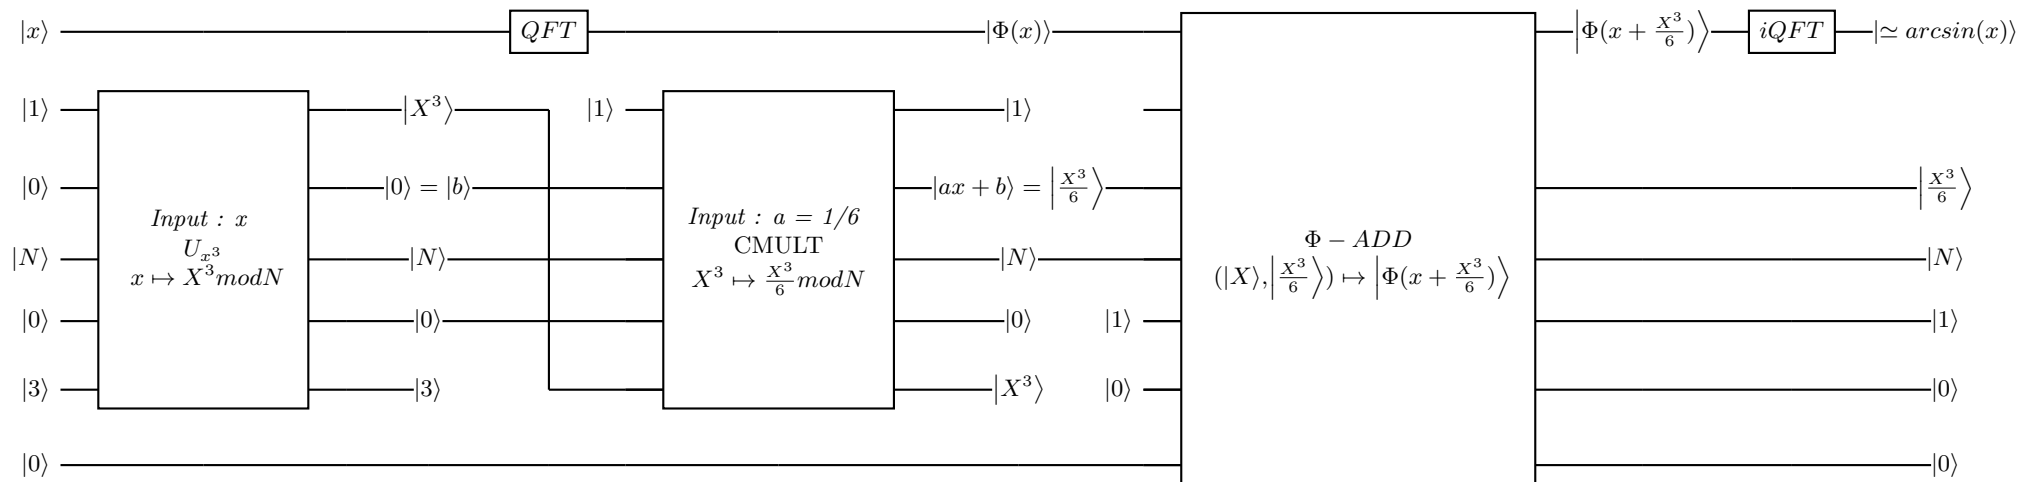 |x⟩ QFT |Φ(x)⟩ |Φ(x + X³/6)⟩ iQFT |≃ arcsin(x)⟩
|1⟩ |X³⟩ |1⟩ |1⟩
|0⟩ |0⟩ = |b⟩ |ax + b⟩ = |X³/6⟩ |X³/6⟩
Input : x
U_{x³}
x ↦ X³modN
Input : a = 1/6
CMULT
X³ ↦ X³/6 modN
Φ − ADD
(|X⟩,|X³/6⟩) ↦ |Φ(x + X³/6)⟩
|N⟩ |N⟩ |N⟩ |N⟩
|0⟩ |0⟩ |0⟩ |1⟩ |1⟩
|3⟩ |3⟩ |X³⟩ |0⟩ |0⟩
|0⟩ |0⟩